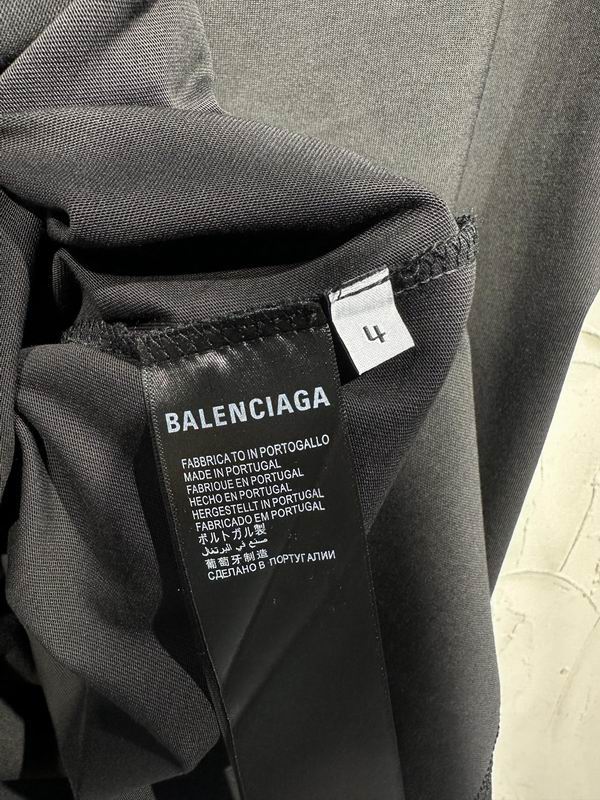 4
BALENCIAGA
FABBRICATO IN PORTOGALLO
MADE IN PORTUGAL
FABRIQUE EN PORTUGAL
HECHO EN PORTUGAL
HERGESTELLT IN PORTUGAL
FABRICADO EM PORTUGAL
ポルトガル製
صنع في البرتغال
葡萄牙制造
СДЕЛАНО В ПОРТУГАЛИИ